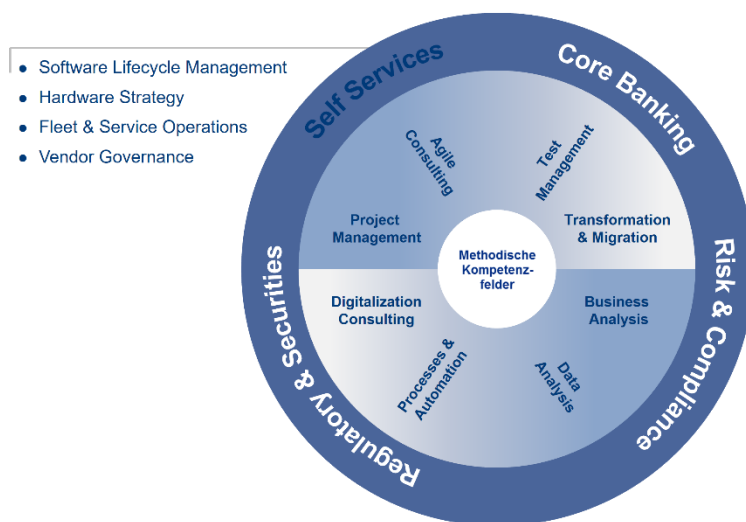 Software Lifecycle Management
Hardware Strategy
Fleet & Service Operations
Vendor Governance
Self Services
Core Banking
Risk & Compliance
Regulatory & Securities
Agile
Consulting
Test
Management
Project
Management
Transformation
& Migration
Methodische
Kompetenz-
felder
Digitalization
Consulting
Business
Analysis
Processes &
Automation
Data
Analysis